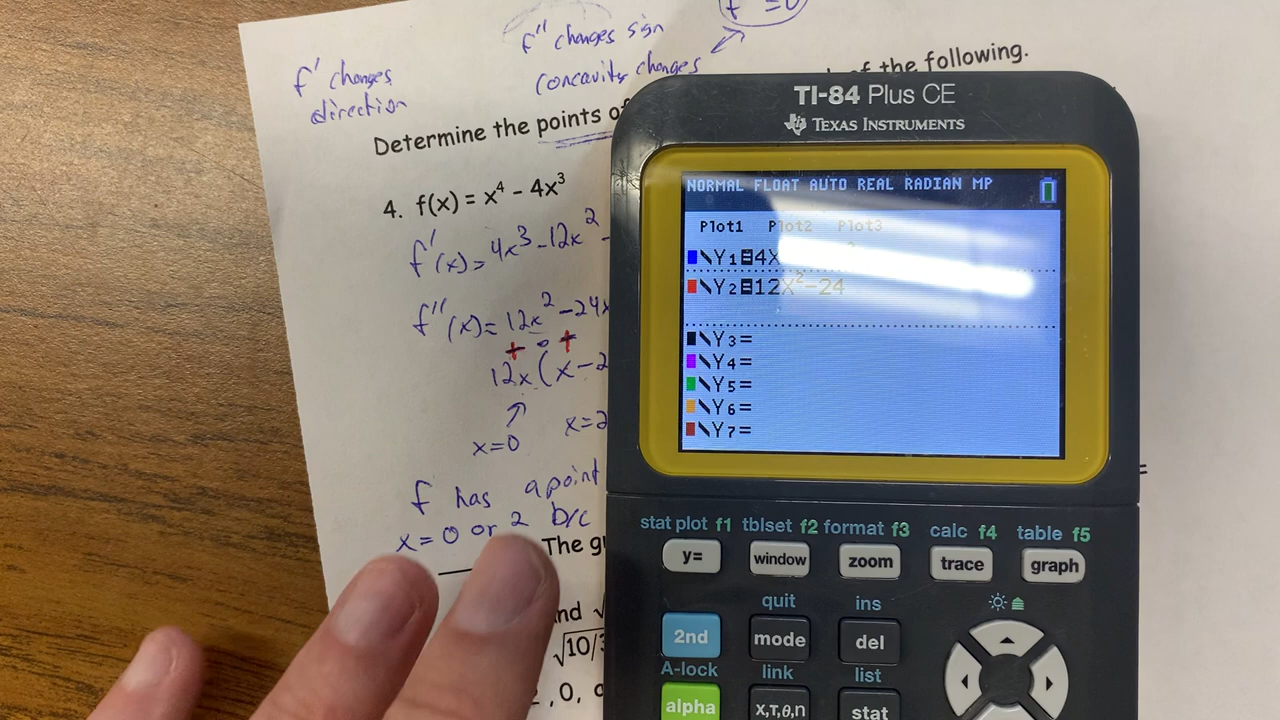 f'' changes sign
f' changes
direction
concavity changes
of the following.
Determine the points of
4. f(x) = x⁴ - 4x³
f'(x) = 4x³ - 12x² -
f''(x) = 12x² - 24x
+ 0 +
12x (x - 2
x=0 x=2
f has a point
x = 0 or 2 b/c
The
√10/3
TI-84 Plus CE
TEXAS INSTRUMENTS
NORMAL FLOAT AUTO REAL RADIAN MP
Plot1 Plot2 Plot3
\Y1=4X
\Y2=12X²-24
\Y3=
\Y4=
\Y5=
\Y6=
\Y7=
stat plot f1 tblset f2 format f3 calc f4 table f5
y= window zoom trace graph
quit ins
2nd mode del
A-lock link list
alpha X,T,θ,n stat